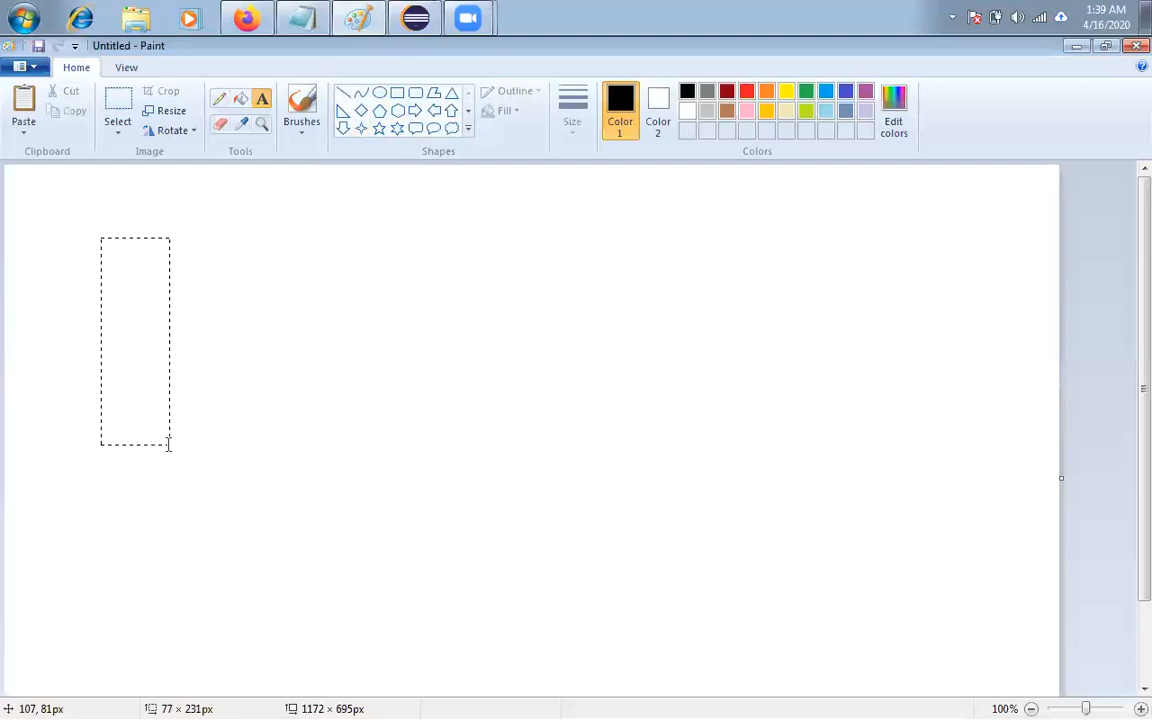 1:39 AM
4/16/2020
Untitled - Paint
Home View
Paste
Cut
Copy
Clipboard
Select
Crop
Resize
Rotate
Image
A
Tools
Brushes
Shapes
Outline
Fill
Size
Color 1
Color 2
Edit colors
Colors
107, 81px
77 × 231px
1172 × 695px
100%